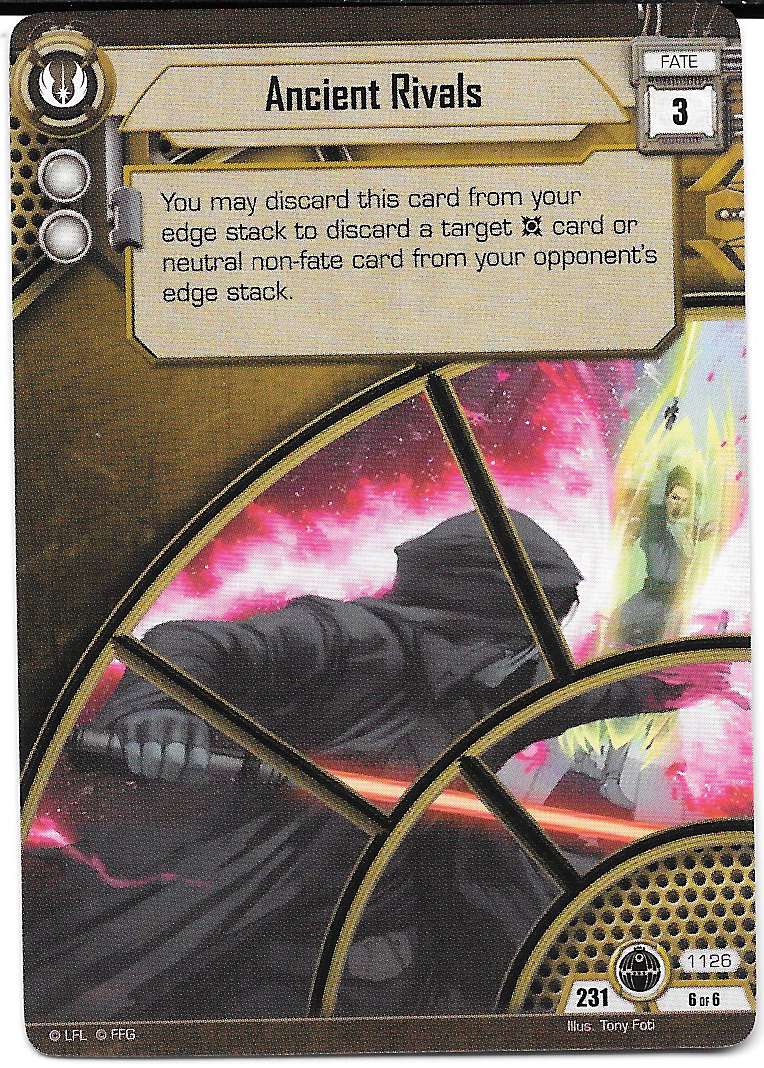 Ancient Rivals
FATE
3
You may discard this card from your
edge stack to discard a target card or
neutral non-fate card from your opponent's
edge stack.
1126
231
6 OF 6
Illus. Tony Foti
© LFL © FFG